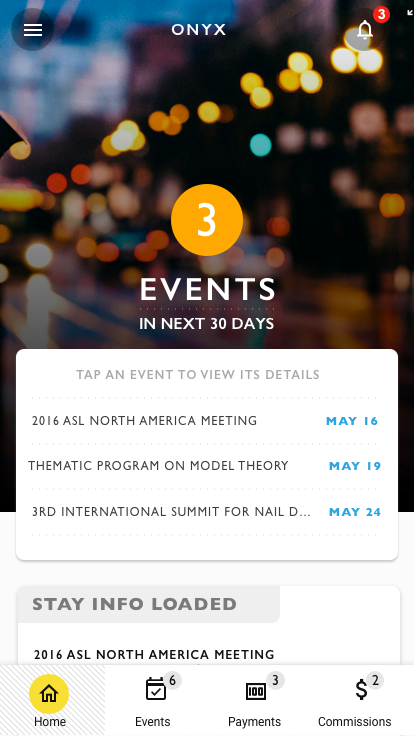 ONYX
3
3
EVENTS
IN NEXT 30 DAYS
TAP AN EVENT TO VIEW ITS DETAILS
2016 ASL NORTH AMERICA MEETING MAY 16
THEMATIC PROGRAM ON MODEL THEORY MAY 19
3RD INTERNATIONAL SUMMIT FOR NAIL D... MAY 24
STAY INFO LOADED
2016 ASL NORTH AMERICA MEETING
6
3
2
Home Events Payments Commissions